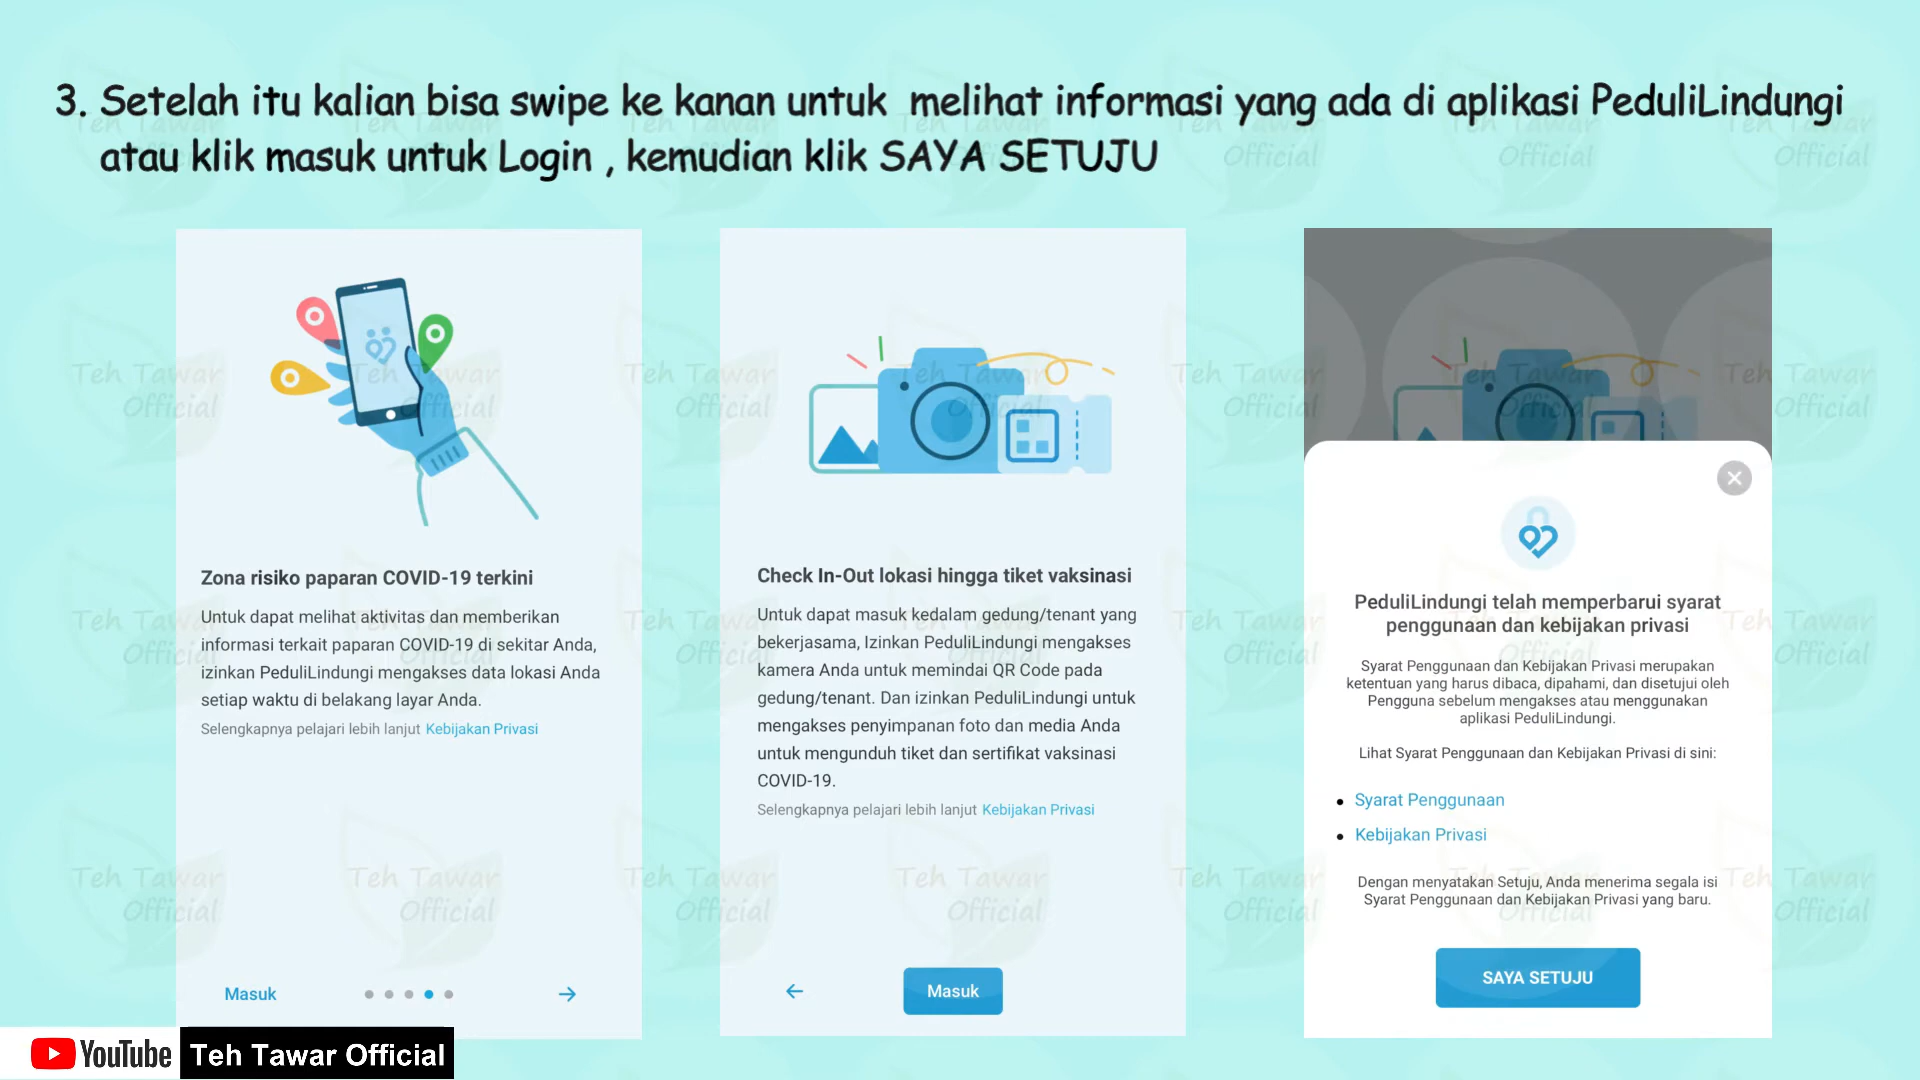 3. Setelah itu kalian bisa swipe ke kanan untuk melihat informasi yang ada di aplikasi PeduliLindungi
atau klik masuk untuk Login , kemudian klik SAYA SETUJU
Zona risiko paparan COVID-19 terkini
Untuk dapat melihat aktivitas dan memberikan
informasi terkait paparan COVID-19 di sekitar Anda,
izinkan PeduliLindungi mengakses data lokasi Anda
setiap waktu di belakang layar Anda.
Selengkapnya pelajari lebih lanjut Kebijakan Privasi
Masuk
Check In-Out lokasi hingga tiket vaksinasi
Untuk dapat masuk kedalam gedung/tenant yang
bekerjasama, Izinkan PeduliLindungi mengakses
kamera Anda untuk memindai QR Code pada
gedung/tenant. Dan izinkan PeduliLindungi untuk
mengakses penyimpanan foto dan media Anda
untuk mengunduh tiket dan sertifikat vaksinasi
COVID-19.
Selengkapnya pelajari lebih lanjut Kebijakan Privasi
Masuk
PeduliLindungi telah memperbarui syarat
penggunaan dan kebijakan privasi
Syarat Penggunaan dan Kebijakan Privasi merupakan
ketentuan yang harus dibaca, dipahami, dan disetujui oleh
Pengguna sebelum mengakses atau menggunakan
aplikasi PeduliLindungi.
Lihat Syarat Penggunaan dan Kebijakan Privasi di sini:
• Syarat Penggunaan
• Kebijakan Privasi
Dengan menyatakan Setuju, Anda menerima segala isi
Syarat Penggunaan dan Kebijakan Privasi yang baru.
SAYA SETUJU
YouTube Teh Tawar Official
Teh Tawar
Official